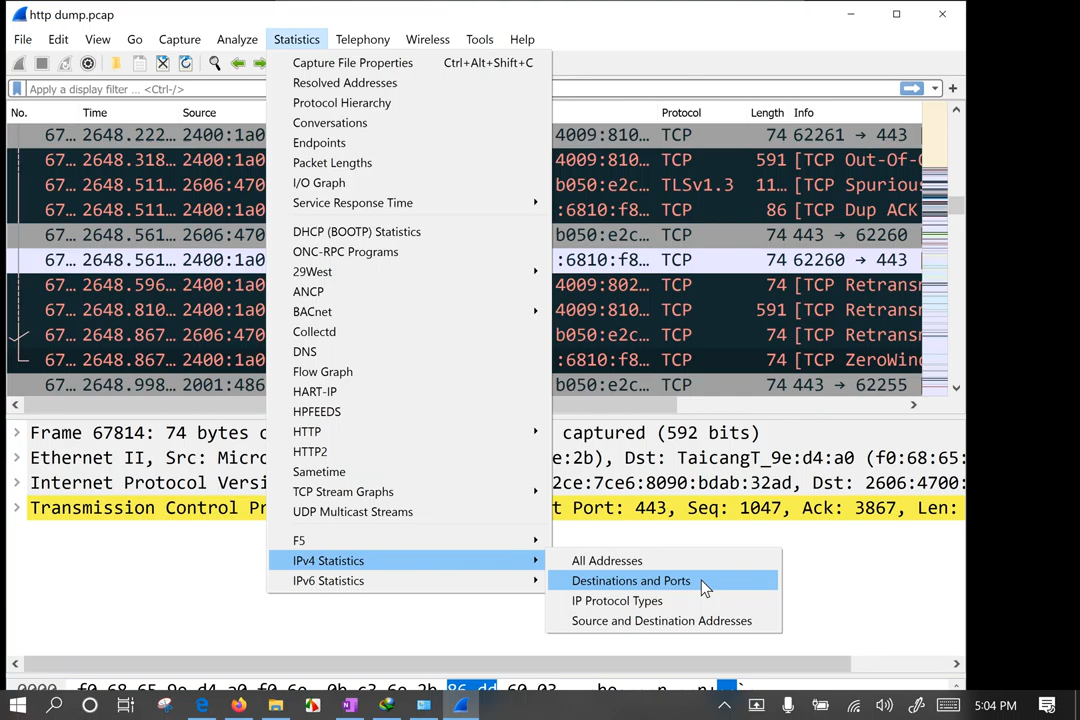 http dump.pcap
File Edit View Go Capture Analyze Statistics Telephony Wireless Tools Help
Capture File Properties Ctrl+Alt+Shift+C
Resolved Addresses
Protocol Hierarchy
Conversations
Endpoints
Packet Lengths
I/O Graph
Service Response Time
DHCP (BOOTP) Statistics
ONC-RPC Programs
29West
ANCP
BACnet
Collectd
DNS
Flow Graph
HART-IP
HPFEEDS
HTTP
HTTP2
Sametime
TCP Stream Graphs
UDP Multicast Streams
F5
IPv4 Statistics
IPv6 Statistics
All Addresses
Destinations and Ports
IP Protocol Types
Source and Destination Addresses
Apply a display filter ... <Ctrl-/>
No. Time Source Protocol Length Info
67… 2648.222… 2400:1a0 4009:810… TCP 74 62261 → 443
67… 2648.318… 2400:1a0 4009:810… TCP 591 [TCP Out-Of-O
67… 2648.511… 2606:470 b050:e2c… TLSv1.3 11… [TCP Spurious
67… 2648.511… 2400:1a0 :6810:f8… TCP 86 [TCP Dup ACK
67… 2648.561… 2606:470 b050:e2c… TCP 74 443 → 62260
67… 2648.561… 2400:1a0 :6810:f8… TCP 74 62260 → 443
67… 2648.596… 2400:1a0 4009:802… TCP 74 [TCP Retransm
67… 2648.810… 2400:1a0 :6810:f8… TCP 591 [TCP Retransm
67… 2648.867… 2606:470 b050:e2c… TCP 74 [TCP Retransm
67… 2648.867… 2400:1a0 :6810:f8… TCP 74 [TCP ZeroWind
67… 2648.998… 2001:486 b050:e2c… TCP 74 443 → 62255
Frame 67814: 74 bytes captured (592 bits)
Ethernet II, Src: Micro e:2b), Dst: TaicangT_9e:d4:a0 (f0:68:65:
Internet Protocol Versi 2ce:7ce6:8090:bdab:32ad, Dst: 2606:4700:
Transmission Control Pr t Port: 443, Seq: 1047, Ack: 3867, Len:
5:04 PM